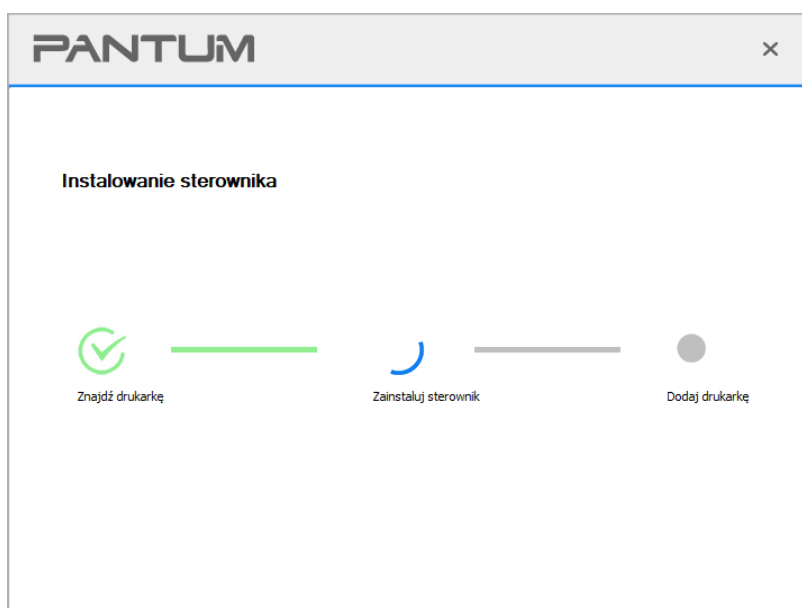 PANTUM
Instalowanie sterownika
Znajdź drukarkę
Zainstaluj sterownik
Dodaj drukarkę